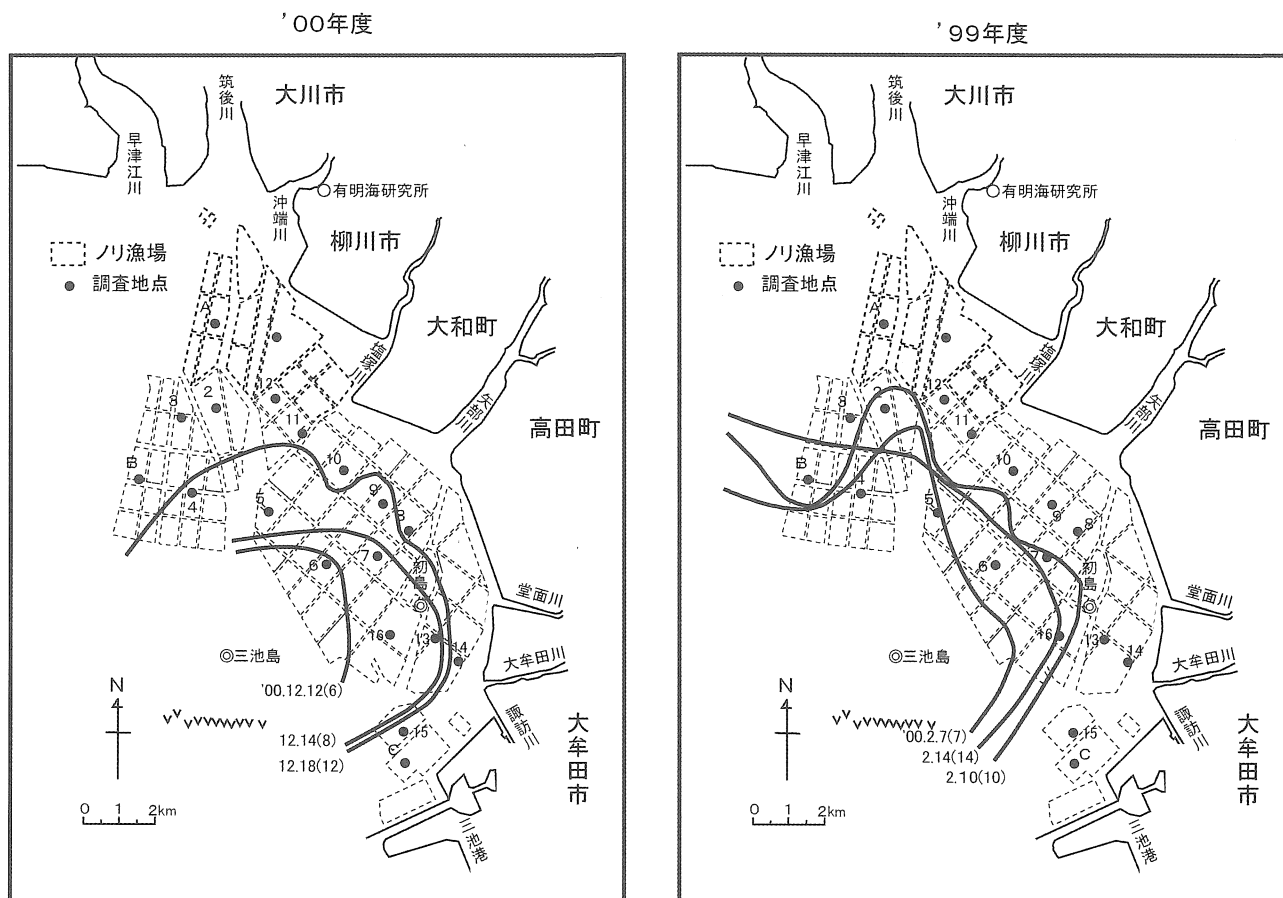 '00年度
大川市
筑後川
早津江川
有明海研究所
沖端川
柳川市
ノリ漁場
調査地点
大和町
塩塚川
矢部川
高田町
A
1
2
3
12
11
10
B
4
5
9
8
7
6
初島
16
13
14
堂面川
三池島
大牟田川
'00.12.12(6)
諏訪川
N
12.14(8)
12.18(12)
15
C
大牟田市
0 1 2km
三池港
'99年度
大川市
筑後川
早津江川
有明海研究所
沖端川
柳川市
ノリ漁場
調査地点
大和町
塩塚川
矢部川
高田町
A
1
2
3
12
11
10
B
4
5
9
8
7
6
初島
16
13
14
堂面川
三池島
大牟田川
'00.2.7(7)
諏訪川
N
2.14(14)
2.10(10)
15
C
大牟田市
0 1 2km
三池港